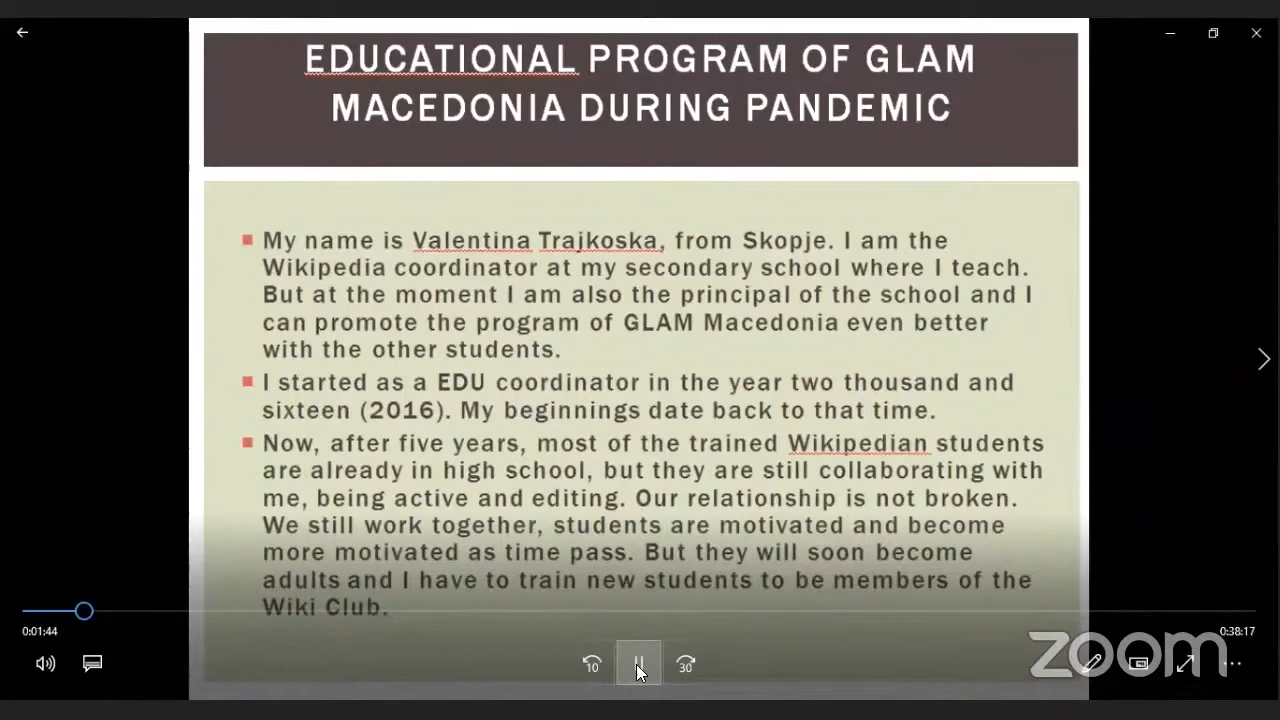 EDUCATIONAL PROGRAM OF GLAM
MACEDONIA DURING PANDEMIC
My name is Valentina Trajkoska, from Skopje. I am the
Wikipedia coordinator at my secondary school where I teach.
But at the moment I am also the principal of the school and I
can promote the program of GLAM Macedonia even better
with the other students.
I started as a EDU coordinator in the year two thousand and
sixteen (2016). My beginnings date back to that time.
Now, after five years, most of the trained Wikipedian students
are already in high school, but they are still collaborating with
me, being active and editing. Our relationship is not broken.
We still work together, students are motivated and become
more motivated as time pass. But they will soon become
adults and I have to train new students to be members of the
Wiki Club.
0:01:44
0:38:17
10
30
zoom